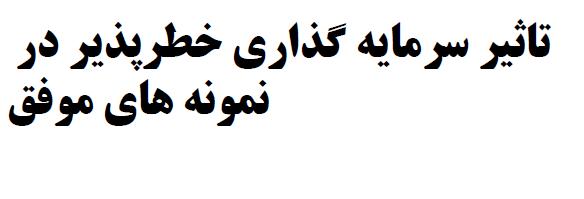 تاثیر سرمایه گذاری خطرپذیر در
نمونه های موفق